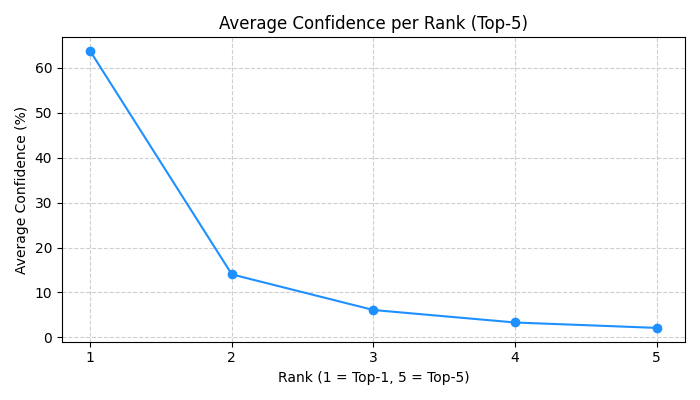 Average Confidence per Rank (Top-5)
Average Confidence (%)
60
50
40
30
20
10
0
1 2 3 4 5
Rank (1 = Top-1, 5 = Top-5)